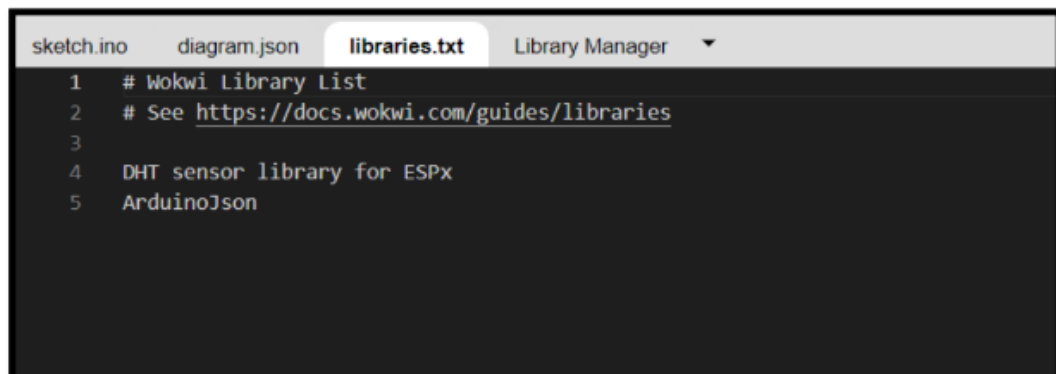 sketch.ino diagram.json libraries.txt Library Manager
1 # Wokwi Library List
2 # See https://docs.wokwi.com/guides/libraries
3
4 DHT sensor library for ESPx
5 ArduinoJson